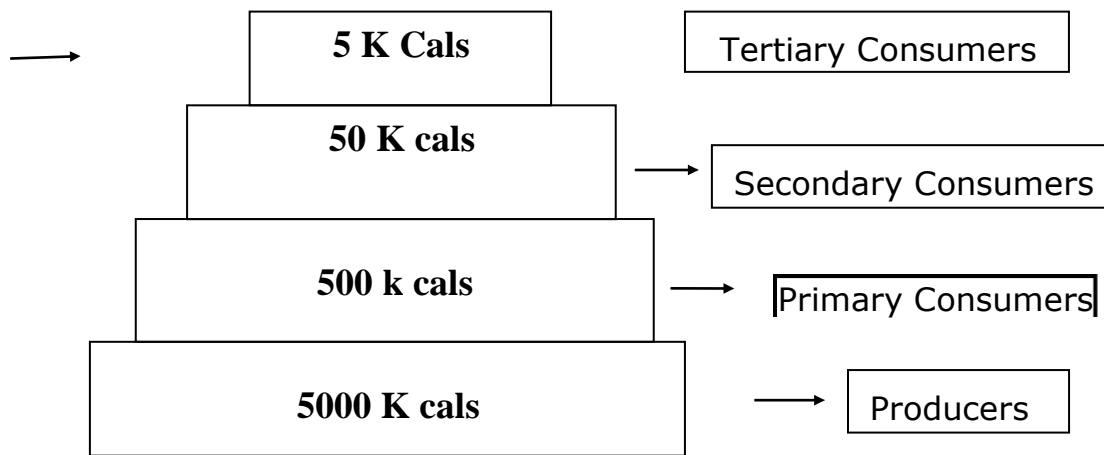 5 K Cals
Tertiary Consumers
50 K cals
Secondary Consumers
500 k cals
Primary Consumers
5000 K cals
Producers